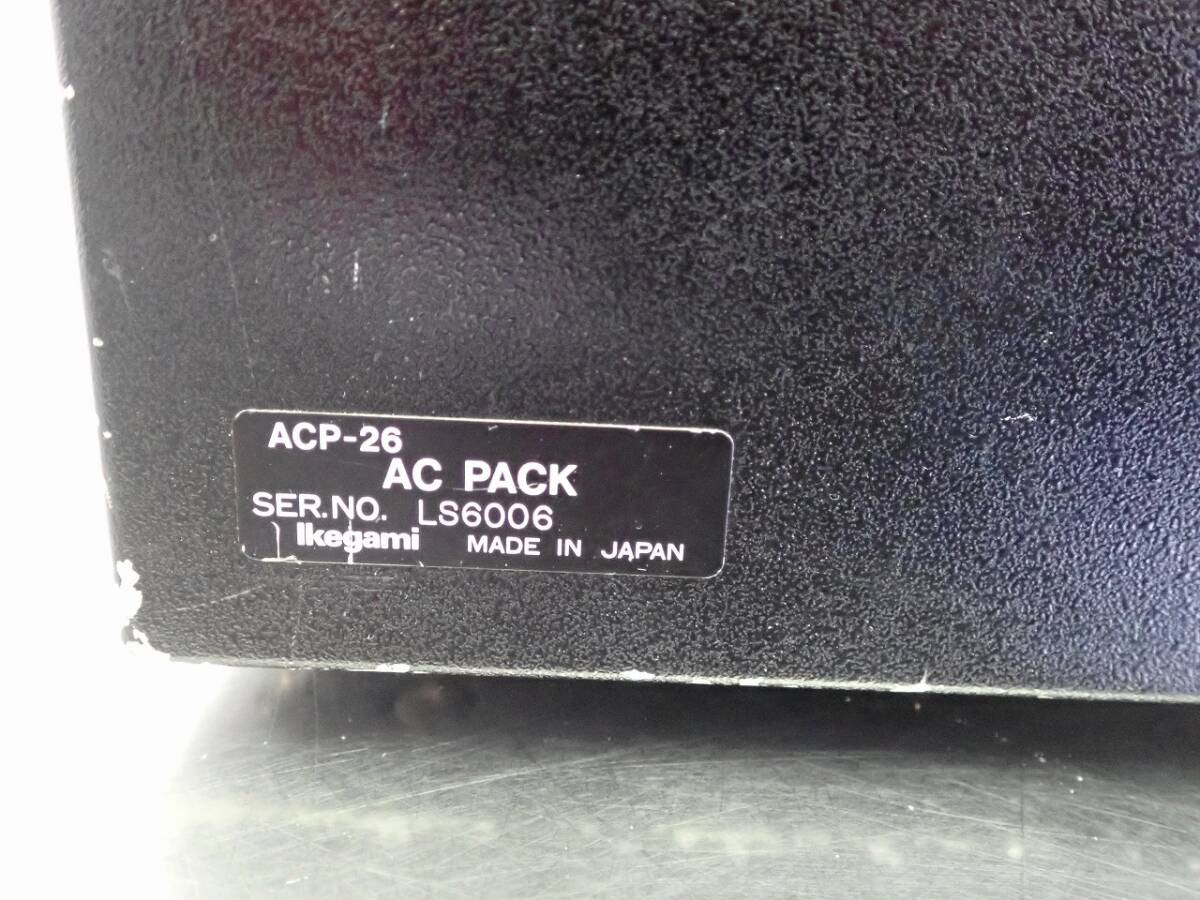 ACP-26
AC PACK
SER.NO. LS6006
Ikegami MADE IN JAPAN